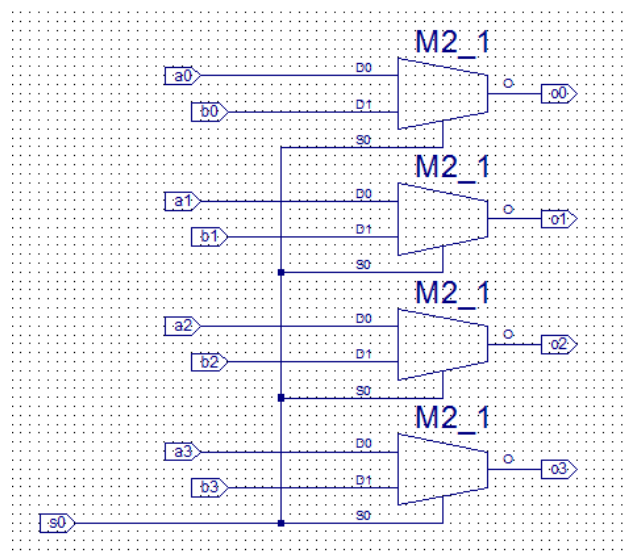 M2_1
a0 D0
O o0
b0 D1
S0
M2_1
a1 D0
O o1
b1 D1
S0
M2_1
a2 D0
O o2
b2 D1
S0
M2_1
a3 D0
O o3
b3 D1
s0 S0